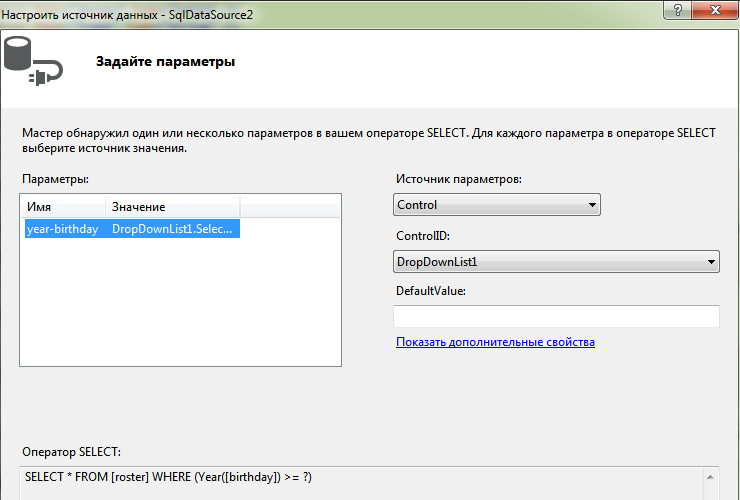 Настроить источник данных - SqlDataSource2
Задайте параметры
Мастер обнаружил один или несколько параметров в вашем операторе SELECT. Для каждого параметра в операторе SELECT
выберите источник значения.
Параметры:
Имя Значение
year-birthday DropDownList1.Selec...
Источник параметров:
Control
ControlID:
DropDownList1
DefaultValue:
Показать дополнительные свойства
Оператор SELECT:
SELECT * FROM [roster] WHERE (Year([birthday]) >= ?)